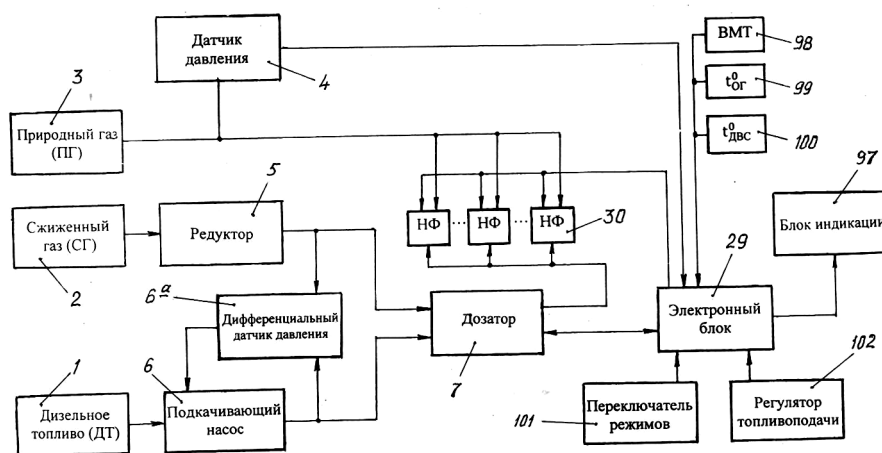 Датчик
давления
4
ВМТ
98
t°ОГ
99
t°ДВС
100
3
Природный газ
(ПГ)
5
Сжиженный
газ (СГ)
2
Редуктор
НФ ... НФ ... НФ
30
97
Блок индикации
29
Электронный
блок
6а
Дифференциальный
датчик давления
Дозатор
7
1
Дизельное
топливо (ДТ)
6
Подкачивающий
насос
101
Переключатель
режимов
102
Регулятор
топливоподачи